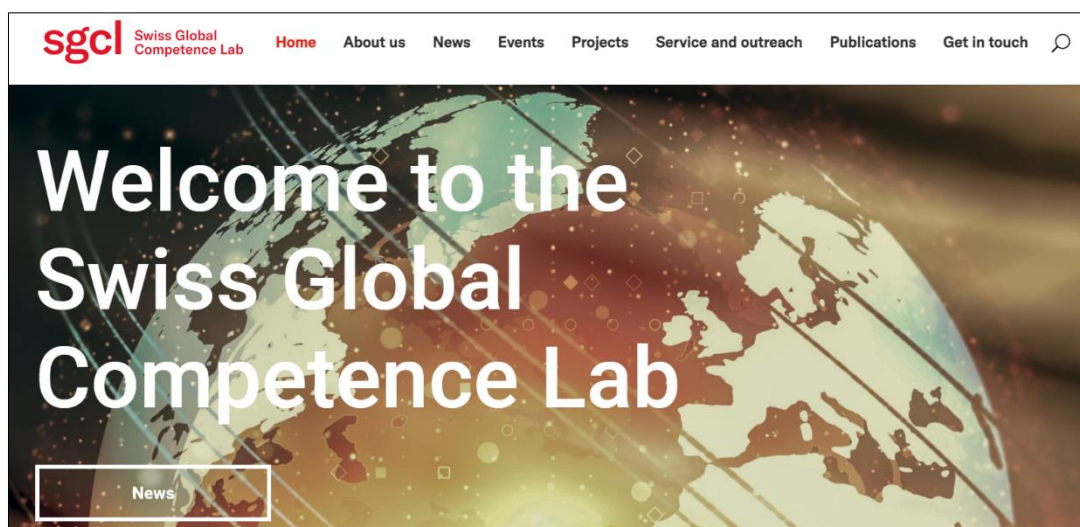 sgcl Swiss Global
Competence Lab
Home About us News Events Projects Service and outreach Publications Get in touch
Welcome to the
Swiss Global
Competence Lab
News